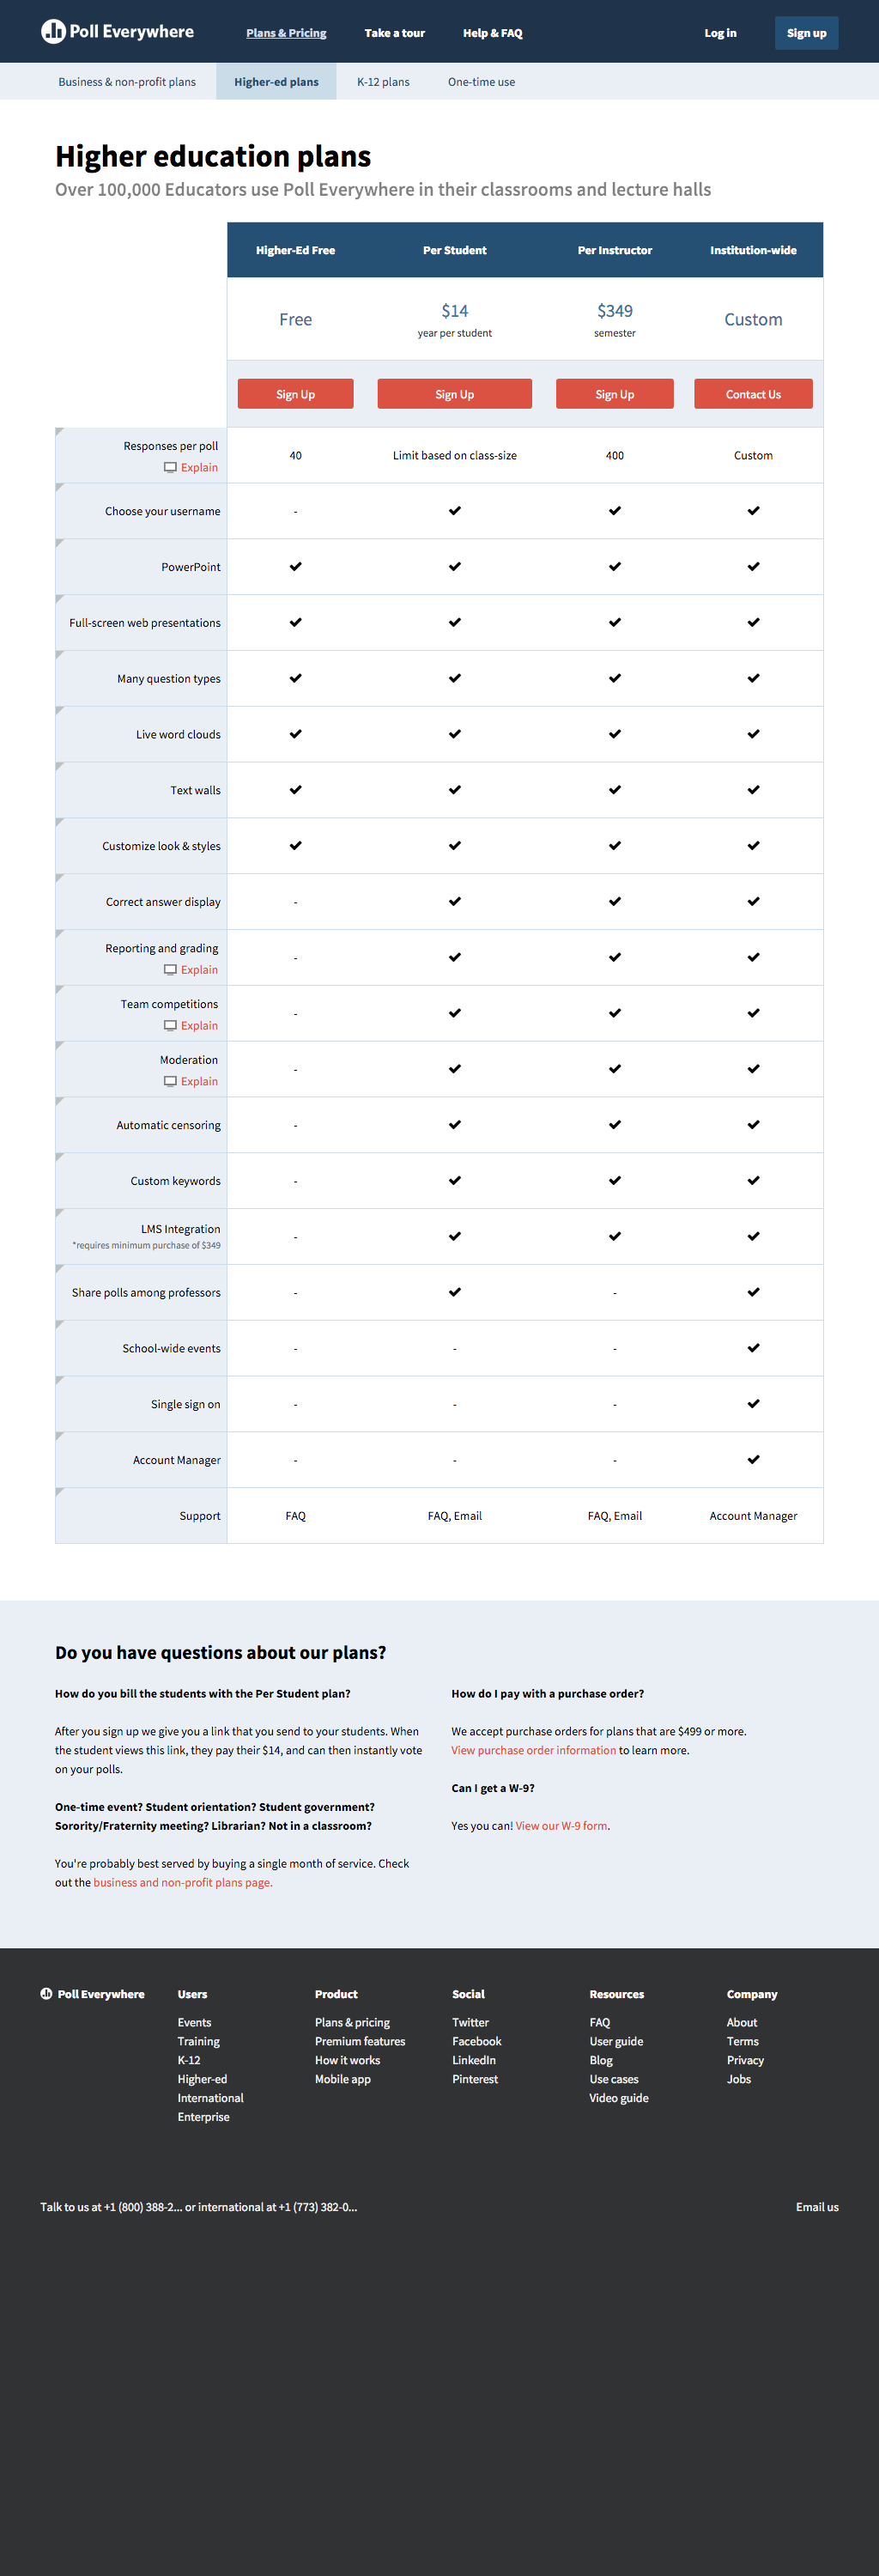 Poll Everywhere
Plans & Pricing
Take a tour
Help & FAQ
Log in
Sign up
Business & non-profit plans
Higher-ed plans
K-12 plans
One-time use
Higher education plans
Over 100,000 Educators use Poll Everywhere in their classrooms and lecture halls
Higher-Ed Free Per Student Per Instructor Institution-wide
Free $14 $349 Custom
year per student semester
Sign Up Sign Up Sign Up Contact Us
Responses per poll
Explain
40 Limit based on class-size 400 Custom
Choose your username - ✔ ✔ ✔
PowerPoint ✔ ✔ ✔ ✔
Full-screen web presentations ✔ ✔ ✔ ✔
Many question types ✔ ✔ ✔ ✔
Live word clouds ✔ ✔ ✔ ✔
Text walls ✔ ✔ ✔ ✔
Customize look & styles ✔ ✔ ✔ ✔
Correct answer display - ✔ ✔ ✔
Reporting and grading
Explain
- ✔ ✔ ✔
Team competitions
Explain
- ✔ ✔ ✔
Moderation
Explain
- ✔ ✔ ✔
Automatic censoring - ✔ ✔ ✔
Custom keywords - ✔ ✔ ✔
LMS Integration
*requires minimum purchase of $349
- ✔ ✔ ✔
Share polls among professors - ✔ - ✔
School-wide events - - - ✔
Single sign on - - - ✔
Account Manager - - - ✔
Support FAQ FAQ, Email FAQ, Email Account Manager
Do you have questions about our plans?
How do you bill the students with the Per Student plan?
After you sign up we give you a link that you send to your students. When
the student views this link, they pay their $14, and can then instantly vote
on your polls.
One-time event? Student orientation? Student government?
Sorority/Fraternity meeting? Librarian? Not in a classroom?
You're probably best served by buying a single month of service. Check
out the business and non-profit plans page.
How do I pay with a purchase order?
We accept purchase orders for plans that are $499 or more.
View purchase order information to learn more.
Can I get a W-9?
Yes you can! View our W-9 form.
Poll Everywhere
Users
Events
Training
K-12
Higher-ed
International
Enterprise
Product
Plans & pricing
Premium features
How it works
Mobile app
Social
Twitter
Facebook
LinkedIn
Pinterest
Resources
FAQ
User guide
Blog
Use cases
Video guide
Company
About
Terms
Privacy
Jobs
Talk to us at +1 (800) 388-2... or international at +1 (773) 382-0...
Email us